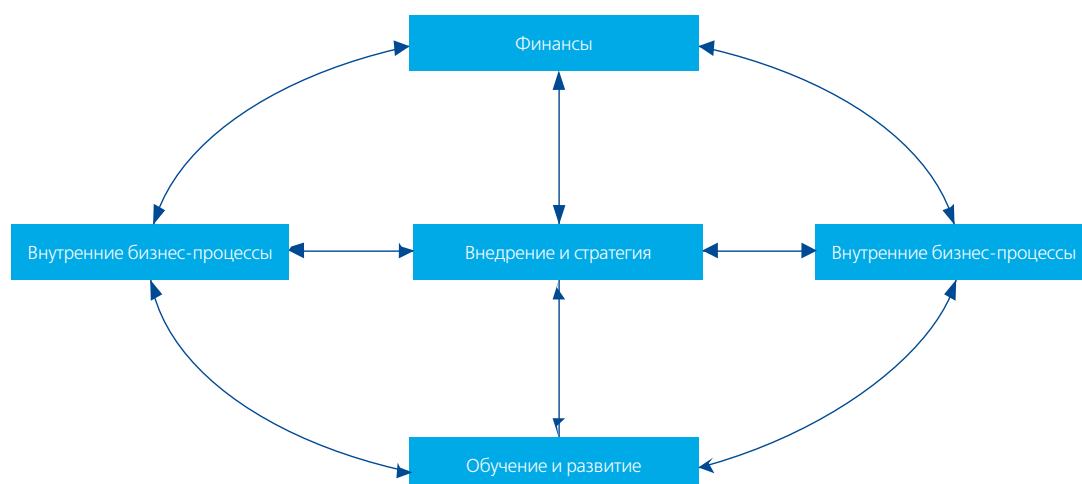 Финансы
Внутренние бизнес-процессы
Внедрение и стратегия
Внутренние бизнес-процессы
Обучение и развитие